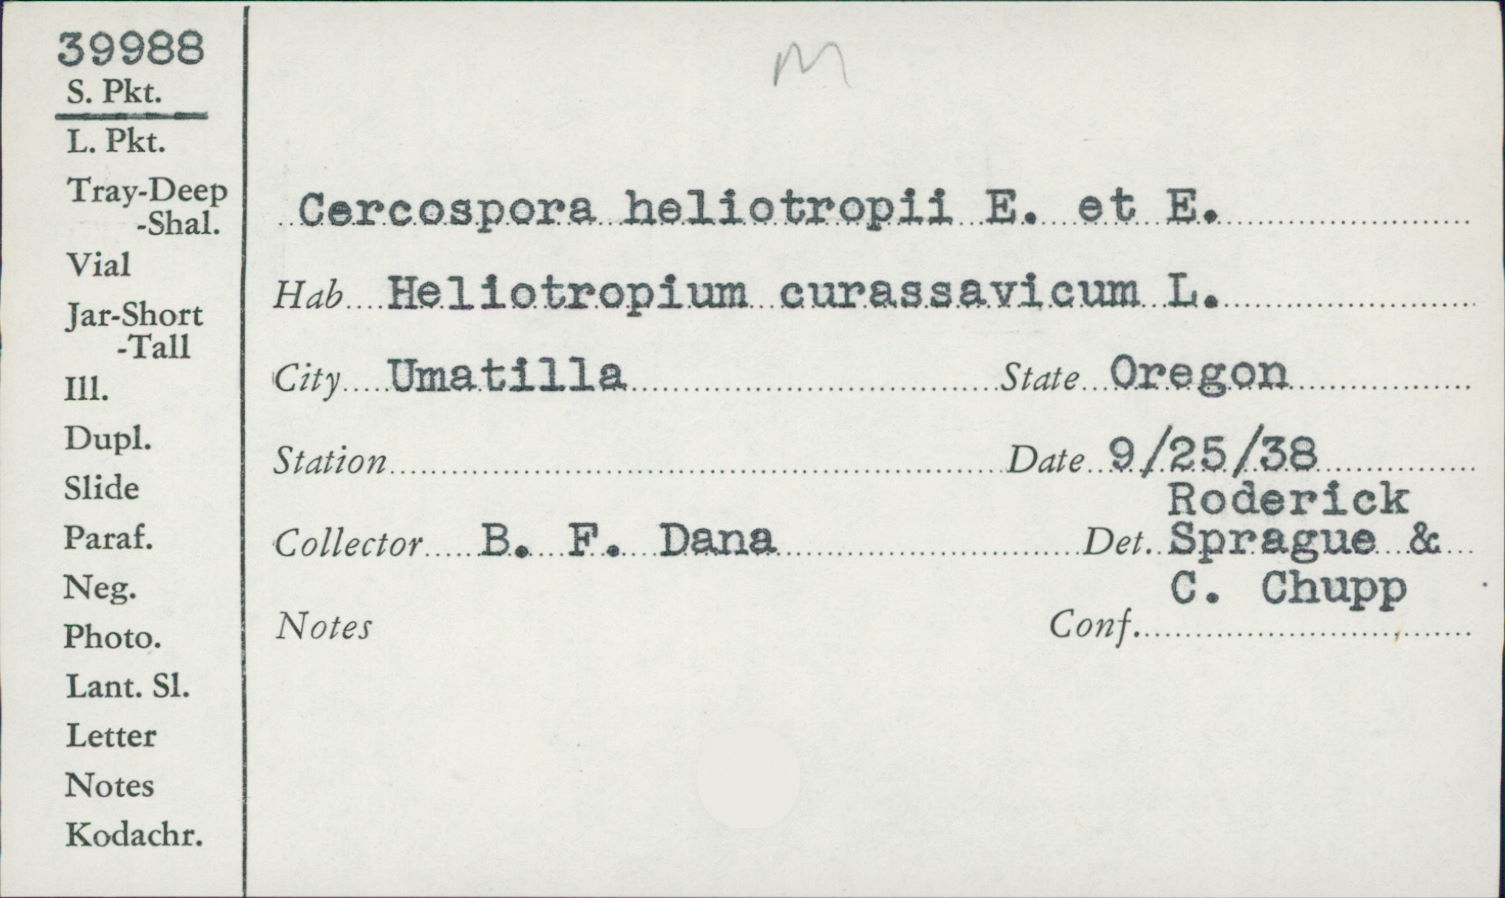 39988
S. Pkt.
L. Pkt.
Tray-Deep
-Shal.
Vial
Jar-Short
-Tall
Ill.
Dupl.
Slide
Paraf.
Neg.
Photo.
Lant. Sl.
Letter
Notes
Kodachr.
m
Cercospora heliotropii E. et E.
Hab Heliotropium curassavicum L.
City Umatilla State Oregon
Station Date 9/25/38
Roderick
Collector B. F. Dana Det. Sprague &
C. Chupp
Notes Conf.